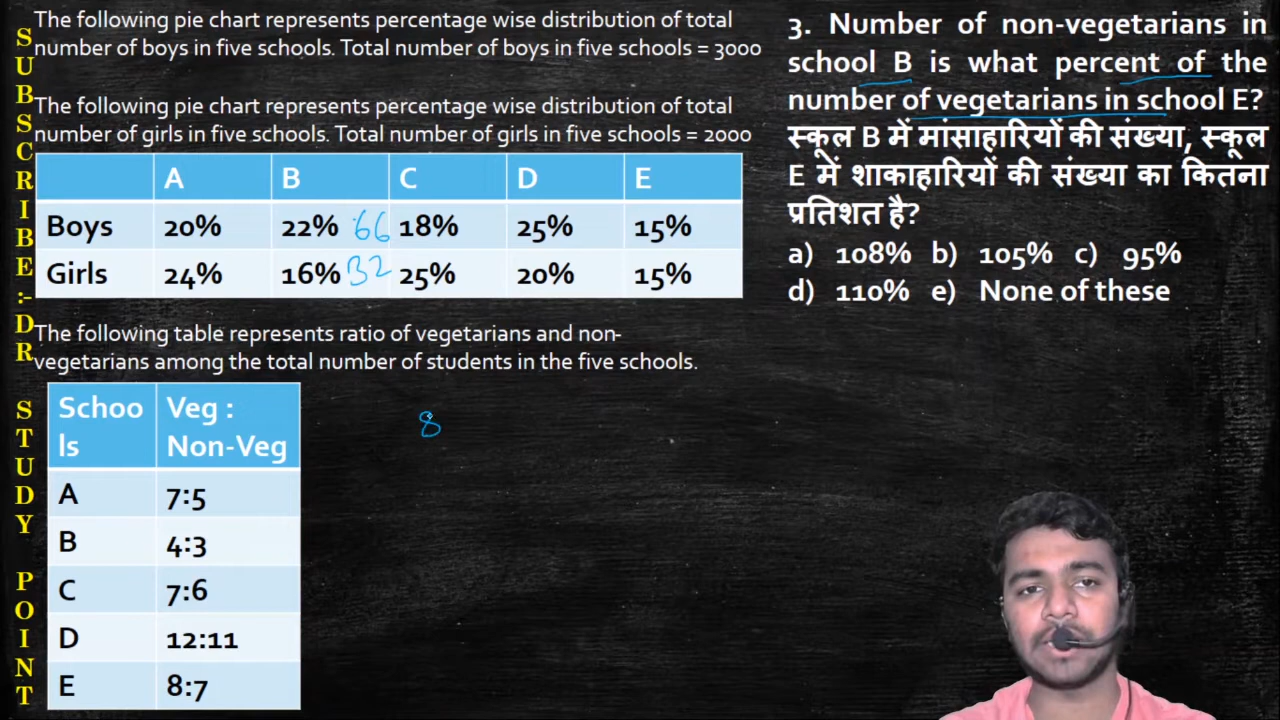 SUBSCRIBE:-DR STUDY POINT
The following pie chart represents percentage wise distribution of total
number of boys in five schools. Total number of boys in five schools = 3000
The following pie chart represents percentage wise distribution of total
number of girls in five schools. Total number of girls in five schools = 2000
A B C D E
Boys 20% 22% 66 18% 25% 15%
Girls 24% 16% 32 25% 20% 15%
The following table represents ratio of vegetarians and non-
vegetarians among the total number of students in the five schools.
Schoo
ls
Veg :
Non-Veg
A 7:5
B 4:3
C 7:6
D 12:11
E 8:7
8
3. Number of non-vegetarians in
school B is what percent of the
number of vegetarians in school E?
स्कूल B में मांसाहारियों की संख्या, स्कूल
E में शाकाहारियों की संख्या का कितना
प्रतिशत है?
a) 108% b) 105% c) 95%
d) 110% e) None of these